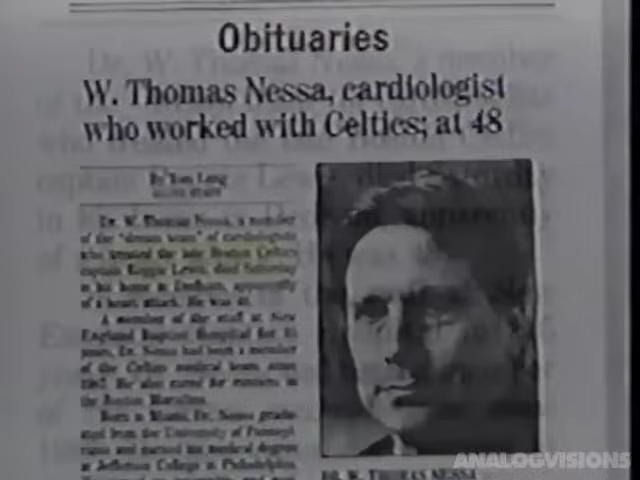 Obituaries
W. Thomas Nessa, cardiologist
who worked with Celtics; at 48
By Tom Long
GLOBE STAFF
Dr. W. Thomas Nessa, a member
of the "dream team" of cardiologists
who treated the late Boston Celtics
captain Reggie Lewis, died Saturday
in his home in Dedham, apparently
of a heart attack. He was 48.
A member of the staff at New
England Baptist Hospital for 15
years, Dr. Nessa had been a member
of the Celtics medical team since
1987. He also cared for runners in
the Boston Marathon.
Born in Miami, Dr. Nessa gradu-
ated from the University of Pennsyl-
vania and earned his medical degree
at Jefferson College in Philadelphia.
DR. W. THOMAS NESSA
ANALOGVISIONS